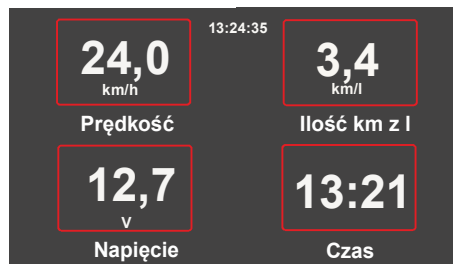 13:24:35
24,0
km/h
Prędkość
3,4
km/l
Ilość km z l
12,7
V
Napięcie
13:21
Czas